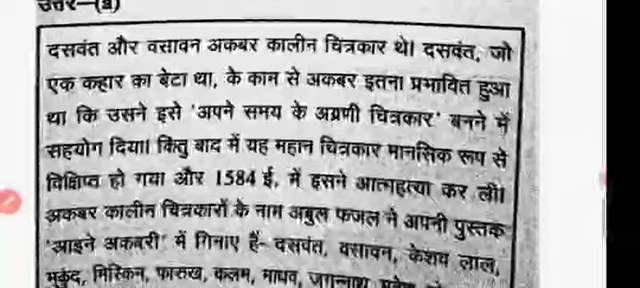 उत्तर—(a)
दसवंत और वसावन अकबर कालीन चित्रकार थे। दसवंत, जो
एक कहार का बेटा था, के काम से अकबर इतना प्रभावित हुआ
था कि उसने इसे 'अपने समय के अग्रणी चित्रकार' बनने में
सहयोग दिया। किंतु बाद में यह महान चित्रकार मानसिक रूप से
विक्षिप्त हो गया और 1584 ई. में इसने आत्महत्या कर ली।
अकबर कालीन चित्रकारों के नाम अबुल फजल ने अपनी पुस्तक
'आइने अकबरी' में गिनाए हैं- दसवंत, वसावन, केशव लाल,
मुकुंद, मिस्किन, फारुख, कलम, माधव, जगन्नाथ